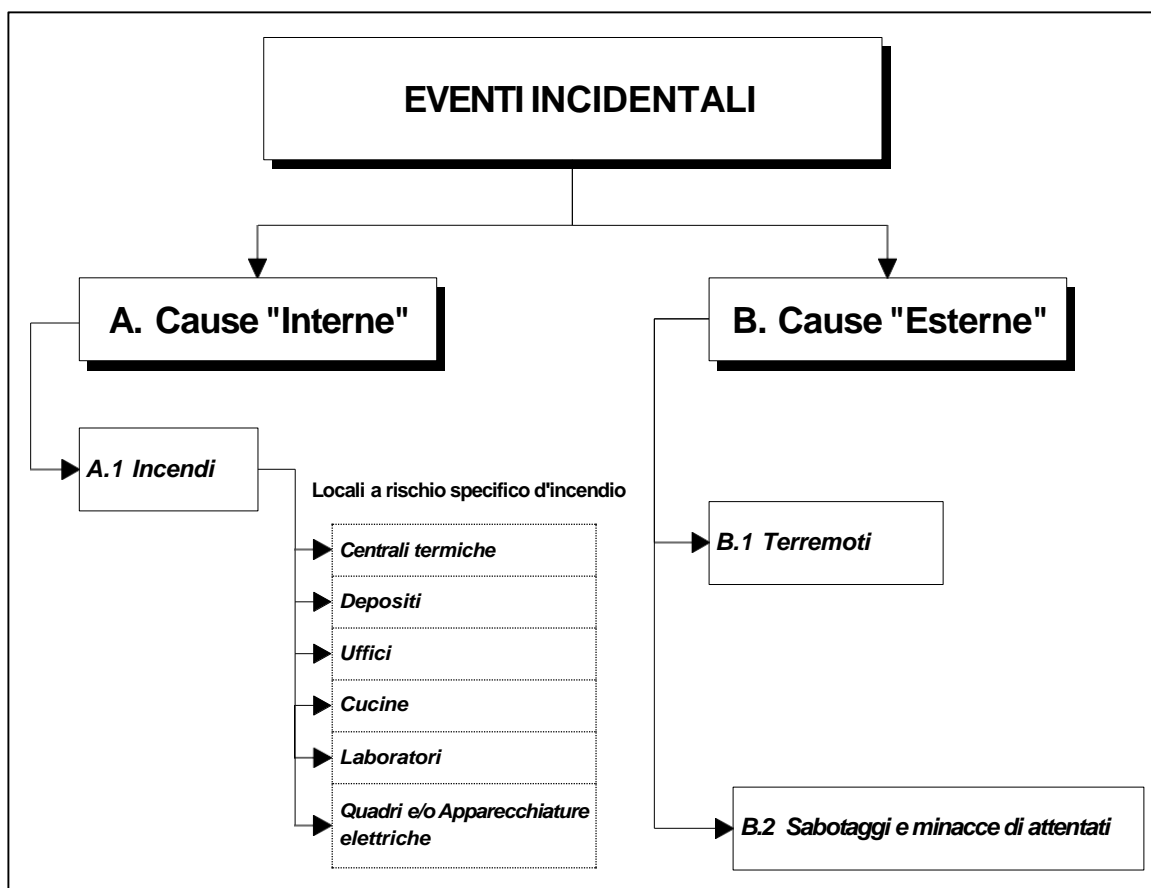 EVENTI INCIDENTALI
A. Cause "Interne"
B. Cause "Esterne"
A.1 Incendi
Locali a rischio specifico d'incendio
Centrali termiche
Depositi
Uffici
Cucine
Laboratori
Quadri e/o Apparecchiature
elettriche
B.1 Terremoti
B.2 Sabotaggi e minacce di attentati